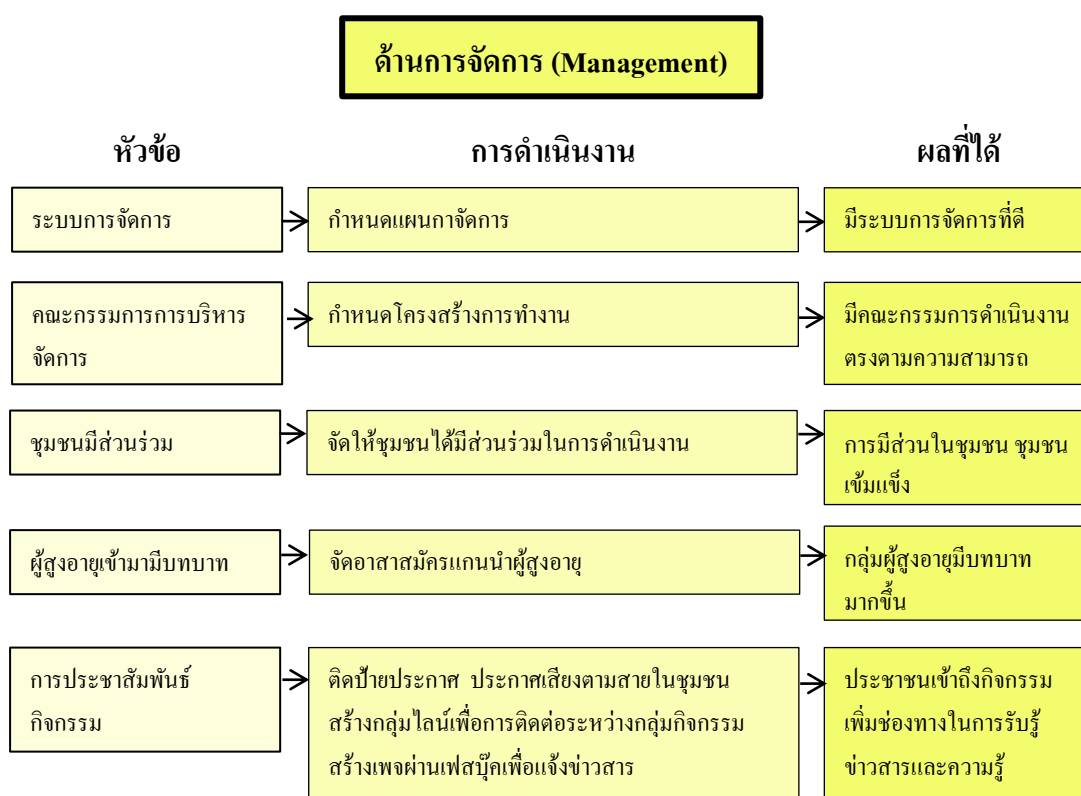 ด้านการจัดการ (Management)
หัวข้อ
การดำเนินงาน
ผลที่ได้
ระบบการจัดการ
กำหนดแผนกาจัดการ
มีระบบการจัดการที่ดี
คณะกรรมการการบริหาร
จัดการ
กำหนดโครงสร้างการทำงาน
มีคณะกรรมการดำเนินงาน
ตรงตามความสามารถ
ชุมชนมีส่วนร่วม
จัดให้ชุมชนได้มีส่วนร่วมในการดำเนินงาน
การมีส่วนในชุมชน ชุมชน
เข้มแข็ง
ผู้สูงอายุเข้ามามีบทบาท
จัดอาสาสมัครแกนนำผู้สูงอายุ
กลุ่มผู้สูงอายุมีบทบาท
มากขึ้น
การประชาสัมพันธ์
กิจกรรม
ติดป้ายประกาศ ประกาศเสียงตามสายในชุมชน
สร้างกลุ่มไลน์เพื่อการติดต่อระหว่างกลุ่มกิจกรรม
สร้างเพจผ่านเฟสบุ๊คเพื่อแจ้งข่าวสาร
ประชาชนเข้าถึงกิจกรรม
เพิ่มช่องทางในการรับรู้
ข่าวสารและความรู้